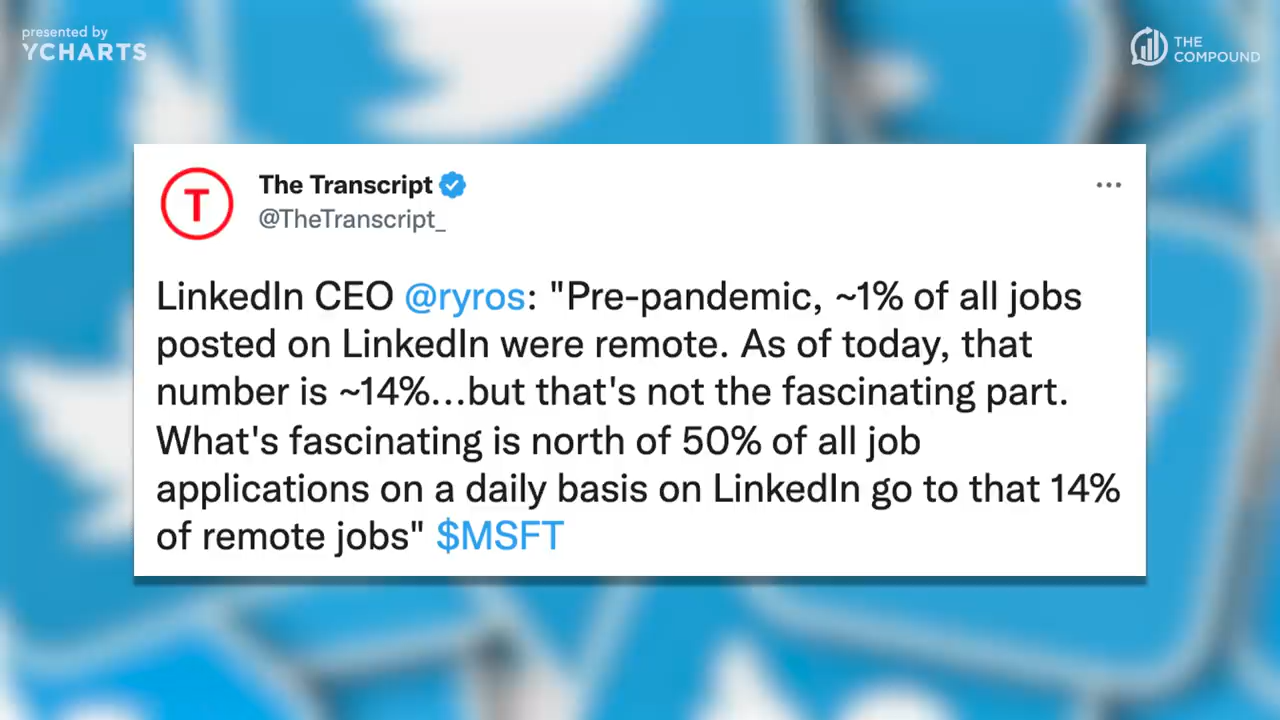 presented by
YCHARTS
THE
COMPOUND
T
The Transcript
@TheTranscript_
LinkedIn CEO @ryros: "Pre-pandemic, ~1% of all jobs
posted on LinkedIn were remote. As of today, that
number is ~14%...but that's not the fascinating part.
What's fascinating is north of 50% of all job
applications on a daily basis on LinkedIn go to that 14%
of remote jobs" $MSFT